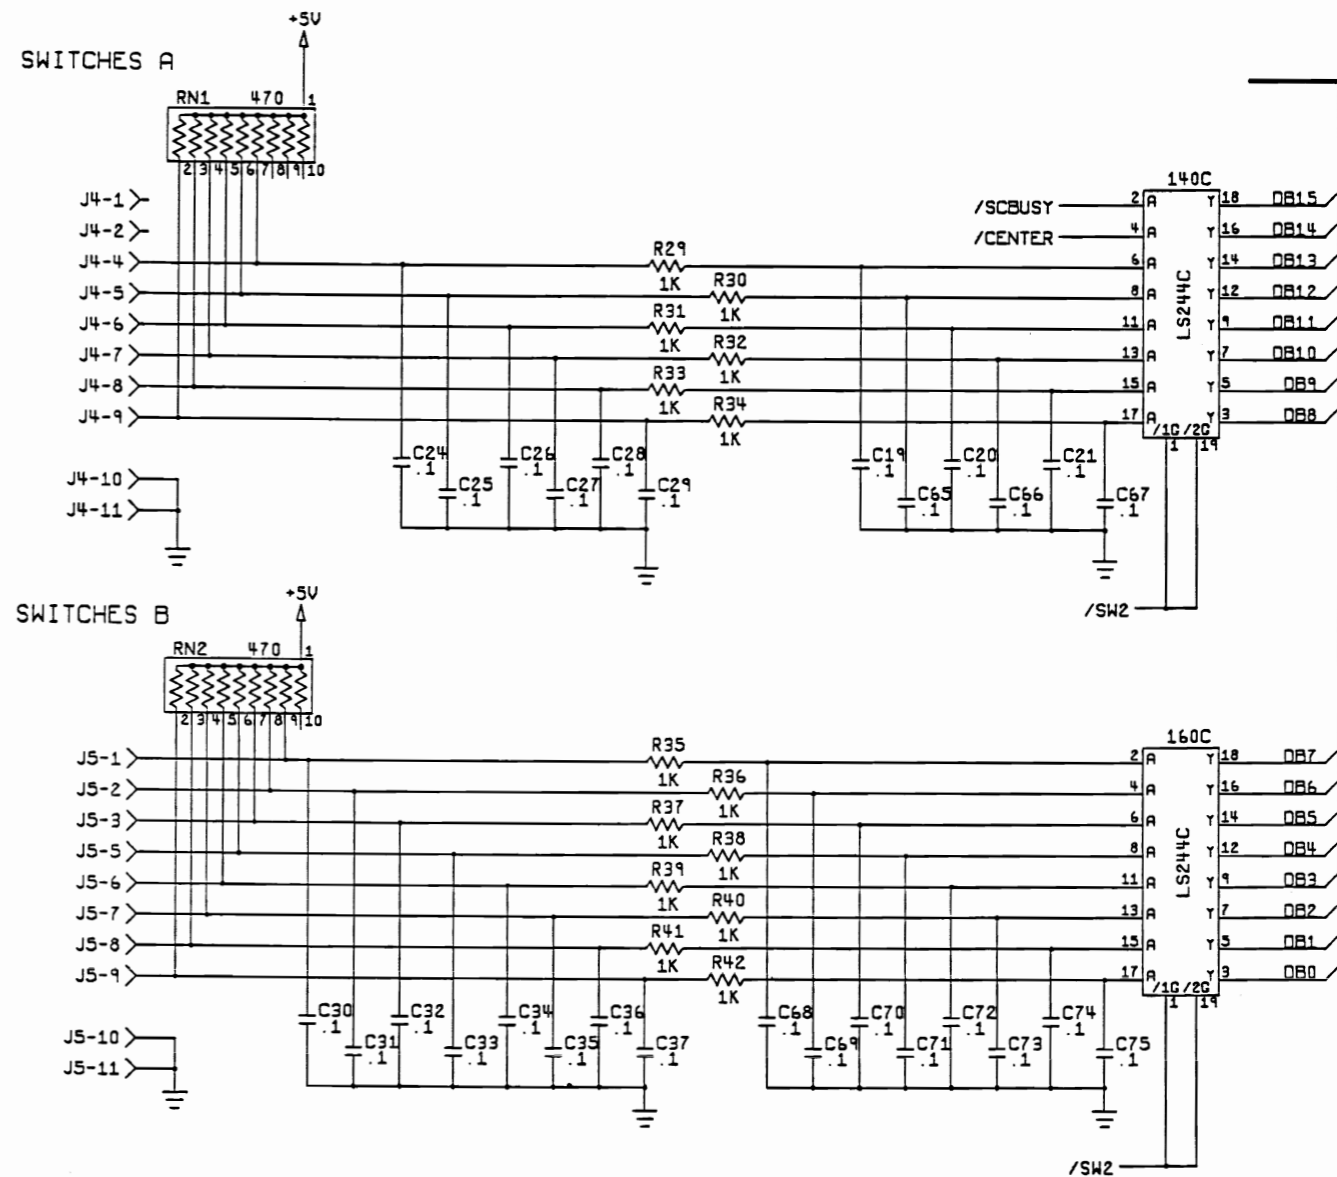 +5V
SWITCHES A
RN1 470 1
2 3 4 5 6 7 8 9 10
J4-1
J4-2
J4-4
J4-5
J4-6
J4-7
J4-8
J4-9
J4-10
J4-11
R29
1K
R30
1K
R31
1K
R32
1K
R33
1K
R34
1K
C24
.1
C25
.1
C26
.1
C27
.1
C28
.1
C29
.1
C19
.1
C65
.1
C20
.1
C66
.1
C21
.1
C67
.1
140C
/SCBUSY 2 A Y 18 DB15
/CENTER 4 A Y 16 DB14
6 A Y 14 DB13
8 A Y 12 DB12
11 A Y 9 DB11
13 A Y 7 DB10
15 A Y 5 DB9
17 A Y 3 DB8
LS244C
/1G /2G
1 19
/SW2
+5V
SWITCHES B
RN2 470 1
2 3 4 5 6 7 8 9 10
J5-1
J5-2
J5-3
J5-5
J5-6
J5-7
J5-8
J5-9
J5-10
J5-11
R35
1K
R36
1K
R37
1K
R38
1K
R39
1K
R40
1K
R41
1K
R42
1K
C30
.1
C31
.1
C32
.1
C33
.1
C34
.1
C35
.1
C36
.1
C37
.1
C68
.1
C69
.1
C70
.1
C71
.1
C72
.1
C73
.1
C74
.1
C75
.1
160C
2 A Y 18 DB7
4 A Y 16 DB6
6 A Y 14 DB5
8 A Y 12 DB4
11 A Y 9 DB3
13 A Y 7 DB2
15 A Y 5 DB1
17 A Y 3 DB0
LS244C
/1G /2G
1 19
/SW2